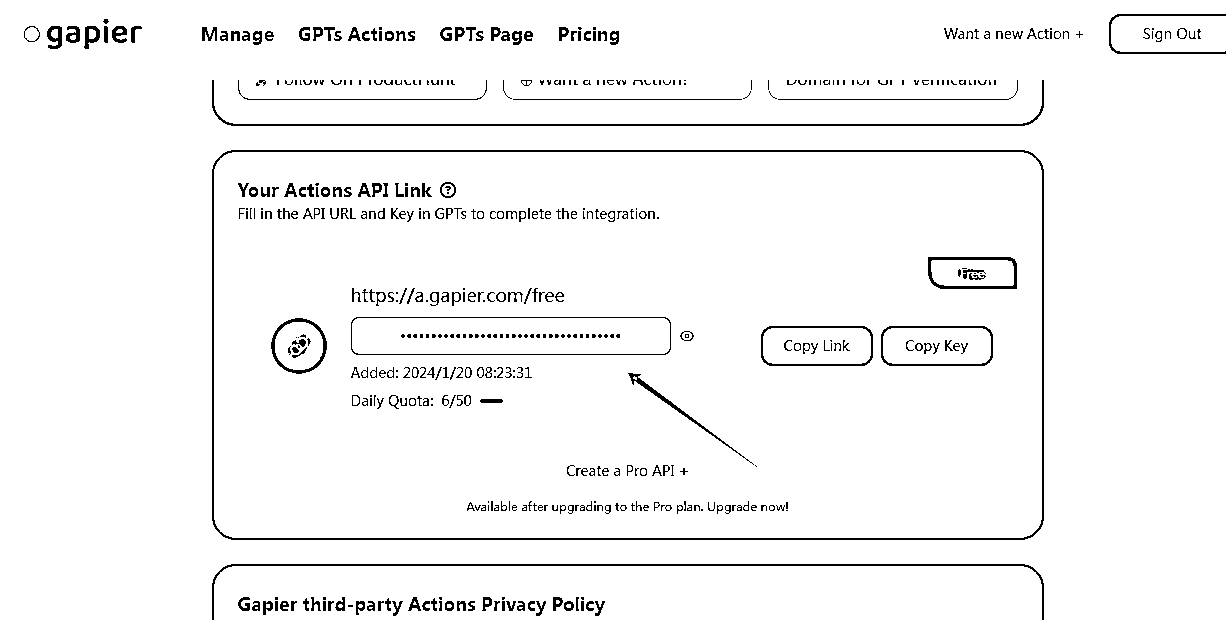 gapier
Manage GPTs Actions GPTs Page Pricing
Want a new Action + Sign Out
Follow On ProductHunt Want a new Action? Domain for GPT Verification
Your Actions API Link ?
Fill in the API URL and Key in GPTs to complete the integration.
Free
https://a.gapier.com/free
•••••••••••••••••••••••••••••••••••
Copy Link Copy Key
Added: 2024/1/20 08:23:31
Daily Quota: 6/50
Create a Pro API +
Available after upgrading to the Pro plan. Upgrade now!
Gapier third-party Actions Privacy Policy